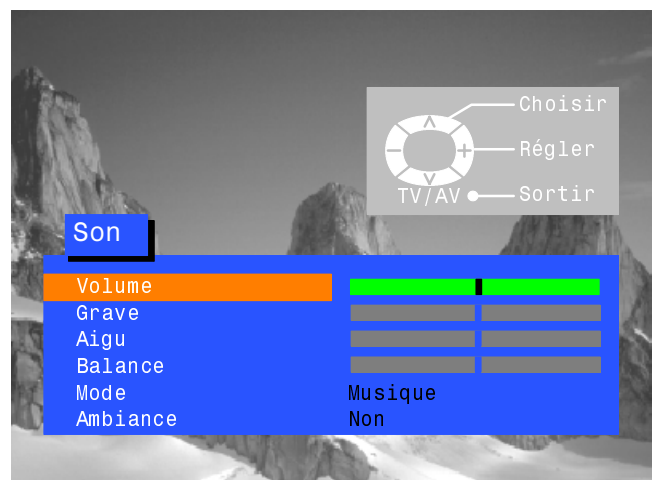 Choisir
Régler
TV/AV Sortir
Son
Volume
Grave
Aigu
Balance
Mode Musique
Ambiance Non